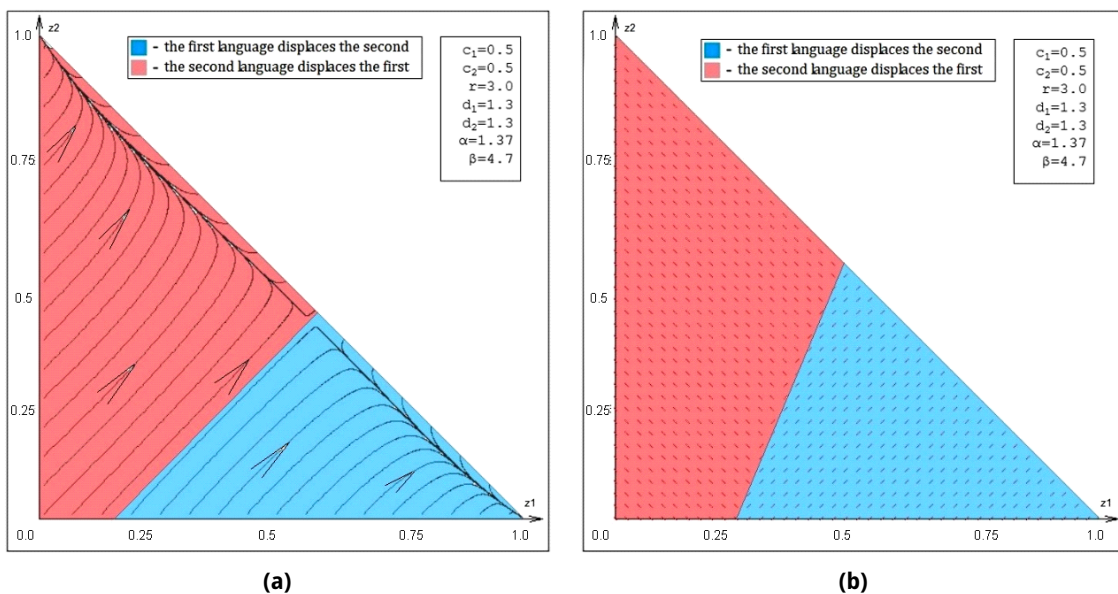 1.0
z2
- the first language displaces the second
- the second language displaces the first
c₁=0.5
c₂=0.5
r=3.0
d₁=1.3
d₂=1.3
α=1.37
β=4.7
0.75
0.5
0.25
z1
0.0
0.25
0.5
0.75
1.0
(a)
1.0
z2
- the first language displaces the second
- the second language displaces the first
c₁=0.5
c₂=0.5
r=3.0
d₁=1.3
d₂=1.3
α=1.37
β=4.7
0.75
0.5
0.25
z1
0.0
0.25
0.5
0.75
1.0
(b)